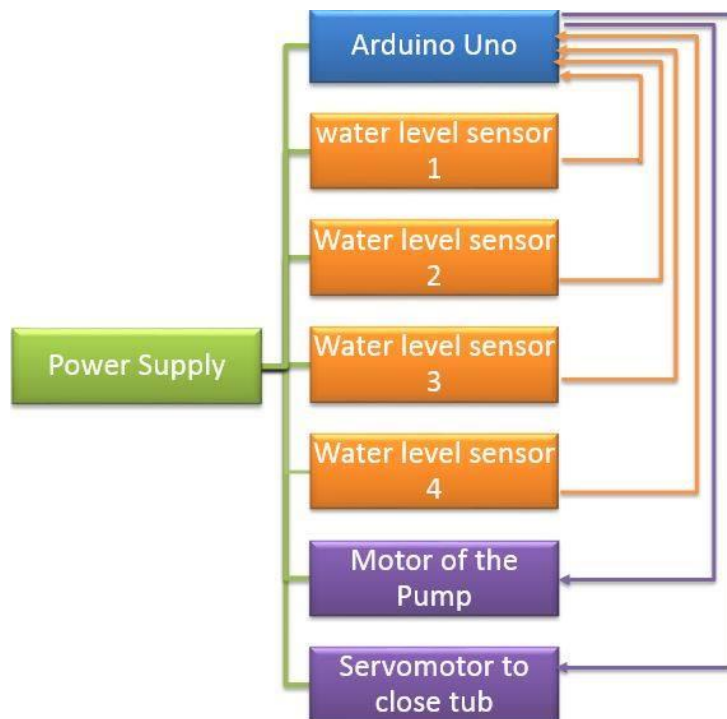 Arduino Uno
water level sensor
1
Water level sensor
2
Power Supply
Water level sensor
3
Water level sensor
4
Motor of the
Pump
Servomotor to
close tub